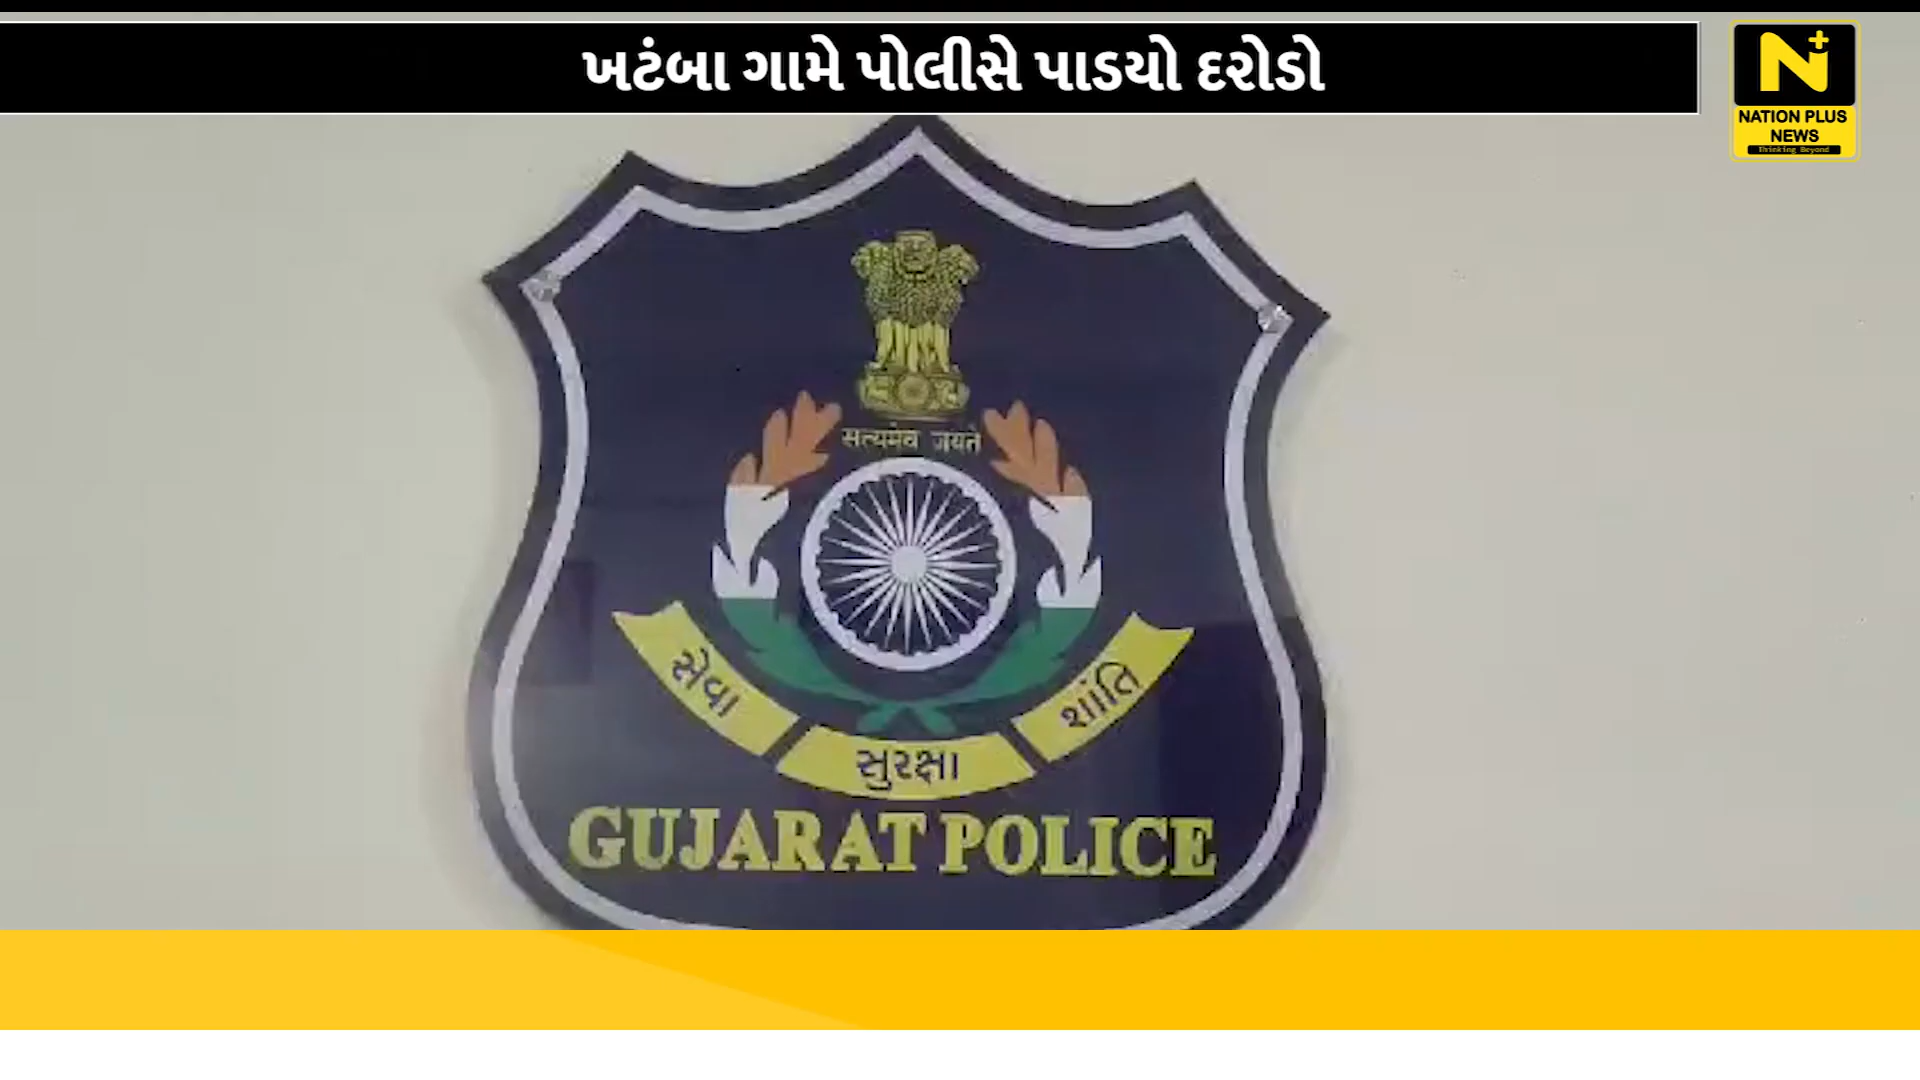 ખટંબા ગામે પોલીસે પાડયો દરોડો
NATION PLUS
NEWS
Thinking Beyond
सत्यमेव जयते
સેવા
સુરક્ષા
શાંતિ
GUJARAT POLICE